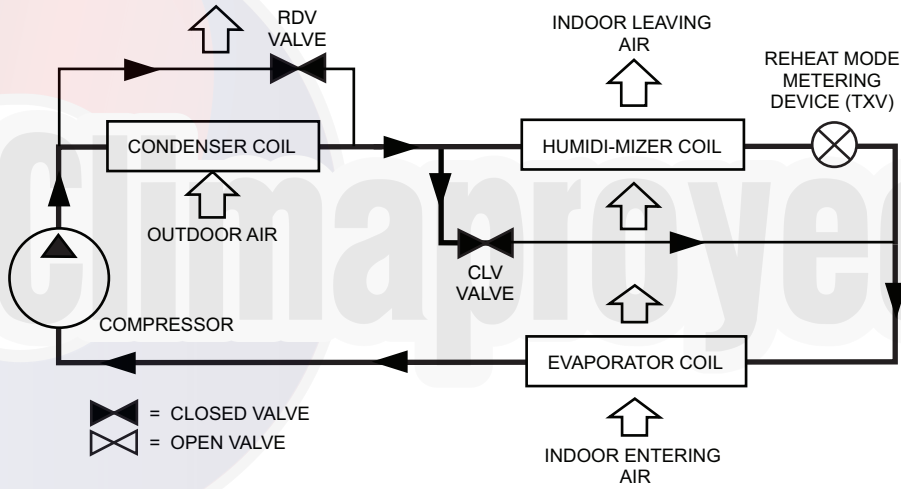 RDV
VALVE
INDOOR LEAVING
AIR
REHEAT MODE
METERING
DEVICE (TXV)
CONDENSER COIL
HUMIDI-MIZER COIL
OUTDOOR AIR
CLV
VALVE
COMPRESSOR
EVAPORATOR COIL
= CLOSED VALVE
= OPEN VALVE
INDOOR ENTERING
AIR
Climaproyec